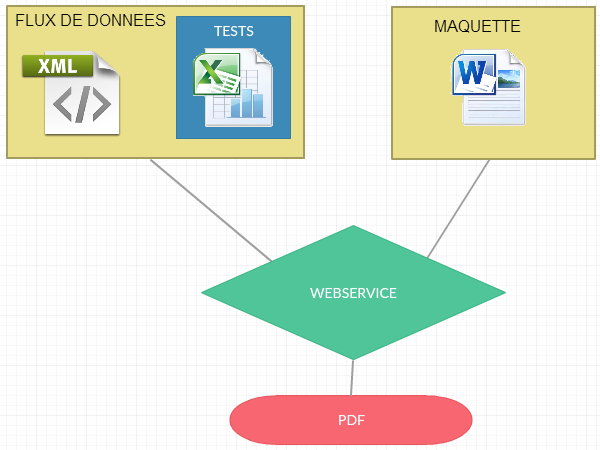 FLUX DE DONNEES
TESTS
XML
</>
X
MAQUETTE
W
WEBSERVICE
PDF